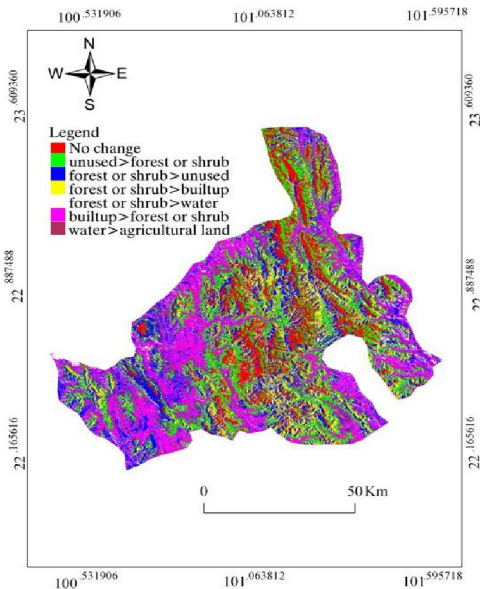 100.531906 101.063812 101.595718
N
W E
S
23.609360 23.609360
Legend
No change
unused>forest or shrub
forest or shrub>unused
forest or shrub>builtup
forest or shrub>water
builtup>forest or shrub
water>agricultural land
22.887488 22.887488
22.165616 22.165616
0 50 Km
100.531906 101.063812 101.595718